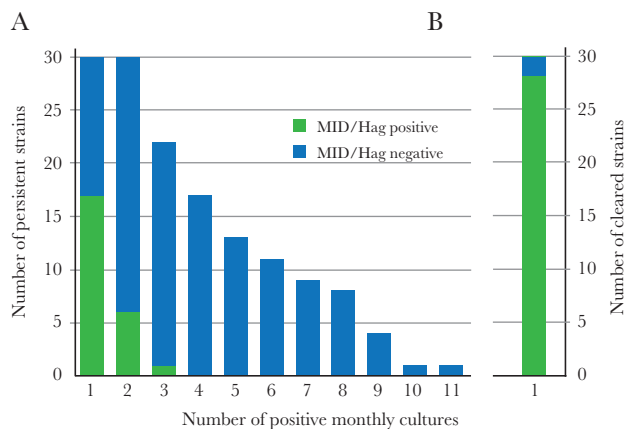 A
B
30
25
20
15
10
5
0
Number of persistent strains
MID/Hag positive
MID/Hag negative
1 2 3 4 5 6 7 8 9 10 11
Number of positive monthly cultures
30
25
20
15
10
5
0
1
Number of cleared strains